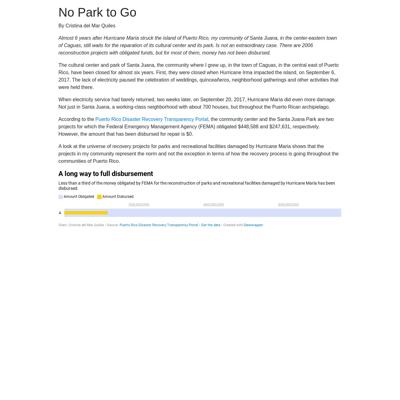 No Park to Go
By Cristina del Mar Quiles
Almost 6 years after Hurricane Maria struck the island of Puerto Rico, my community of Santa Juana, in the center-eastern town
of Caguas, still waits for the reparation of its cultural center and its park. Is not an extraordinary case. There are 2006
reconstruction projects with obligated funds, but for most of them, money has not been disbursed.
The cultural center and park of Santa Juana, the community where I grew up, in the town of Caguas, in the central east of Puerto
Rico, have been closed for almost six years. First, they were closed when Hurricane Irma impacted the island, on September 6,
2017. The lack of electricity paused the celebration of weddings, quinceañeros, neighborhood gatherings and other activities that
were held there.
When electricity service had barely returned, two weeks later, on September 20, 2017, Hurricane Maria did even more damage.
Not just in Santa Juana, a working-class neighborhood with about 700 houses, but throughout the Puerto Rican archipelago.
According to the Puerto Rico Disaster Recovery Transparency Portal, the community center and the Santa Juana Park are two
projects for which the Federal Emergency Management Agency (FEMA) obligated $448,588 and $247,631, respectively.
However, the amount that has been disbursed for repair is $0.
A look at the universe of recovery projects for parks and recreational facilities damaged by Hurricane Maria shows that the
projects in my community represent the norm and not the exception in terms of how the recovery process is going throughout the
communities of Puerto Rico.
A long way to full disbursement
Less than a third of the money obligated by FEMA for the reconstruction of parks and recreational facilities damaged by Hurricane Maria has been
disbursed.
Amount Obligated Amount Disbursed
Chart: Cristina del Mar Quiles • Source: Puerto Rico Disaster Recovery Transparency Portal • Get the data • Created with Datawrapper